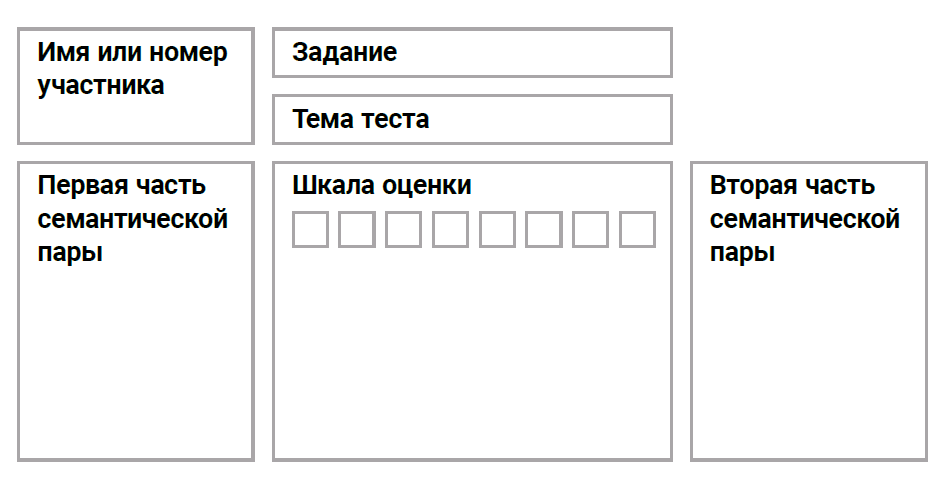 Имя или номер
участника
Задание
Тема теста
Первая часть
семантической
пары
Шкала оценки
Вторая часть
семантической
пары